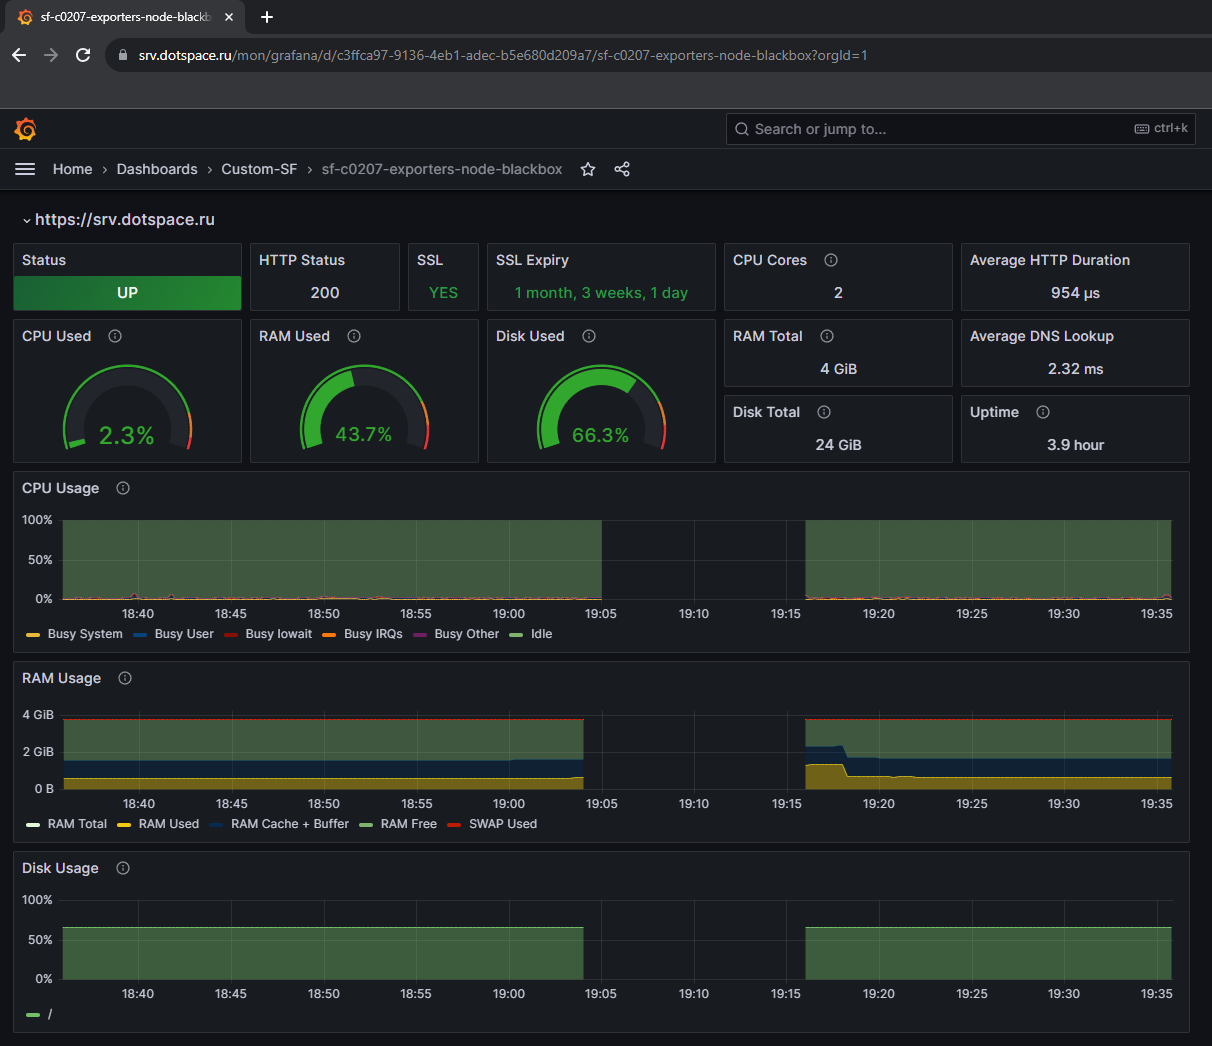 sf-c0207-exporters-node-blackb
srv.dotspace.ru/mon/grafana/d/c3ffca97-9136-4eb1-adec-b5e680d209a7/sf-c0207-exporters-node-blackbox?orgId=1
Search or jump to... ctrl+k
Home › Dashboards › Custom-SF › sf-c0207-exporters-node-blackbox
https://srv.dotspace.ru
Status
UP
HTTP Status
200
SSL
YES
SSL Expiry
1 month, 3 weeks, 1 day
CPU Cores
2
Average HTTP Duration
954 µs
CPU Used
2.3%
RAM Used
43.7%
Disk Used
66.3%
RAM Total
4 GiB
Average DNS Lookup
2.32 ms
Disk Total
24 GiB
Uptime
3.9 hour
CPU Usage
100%
50%
0%
18:40 18:45 18:50 18:55 19:00 19:05 19:10 19:15 19:20 19:25 19:30 19:35
Busy System Busy User Busy Iowait Busy IRQs Busy Other Idle
RAM Usage
4 GiB
2 GiB
0 B
18:40 18:45 18:50 18:55 19:00 19:05 19:10 19:15 19:20 19:25 19:30 19:35
RAM Total RAM Used RAM Cache + Buffer RAM Free SWAP Used
Disk Usage
100%
50%
0%
18:40 18:45 18:50 18:55 19:00 19:05 19:10 19:15 19:20 19:25 19:30 19:35
/